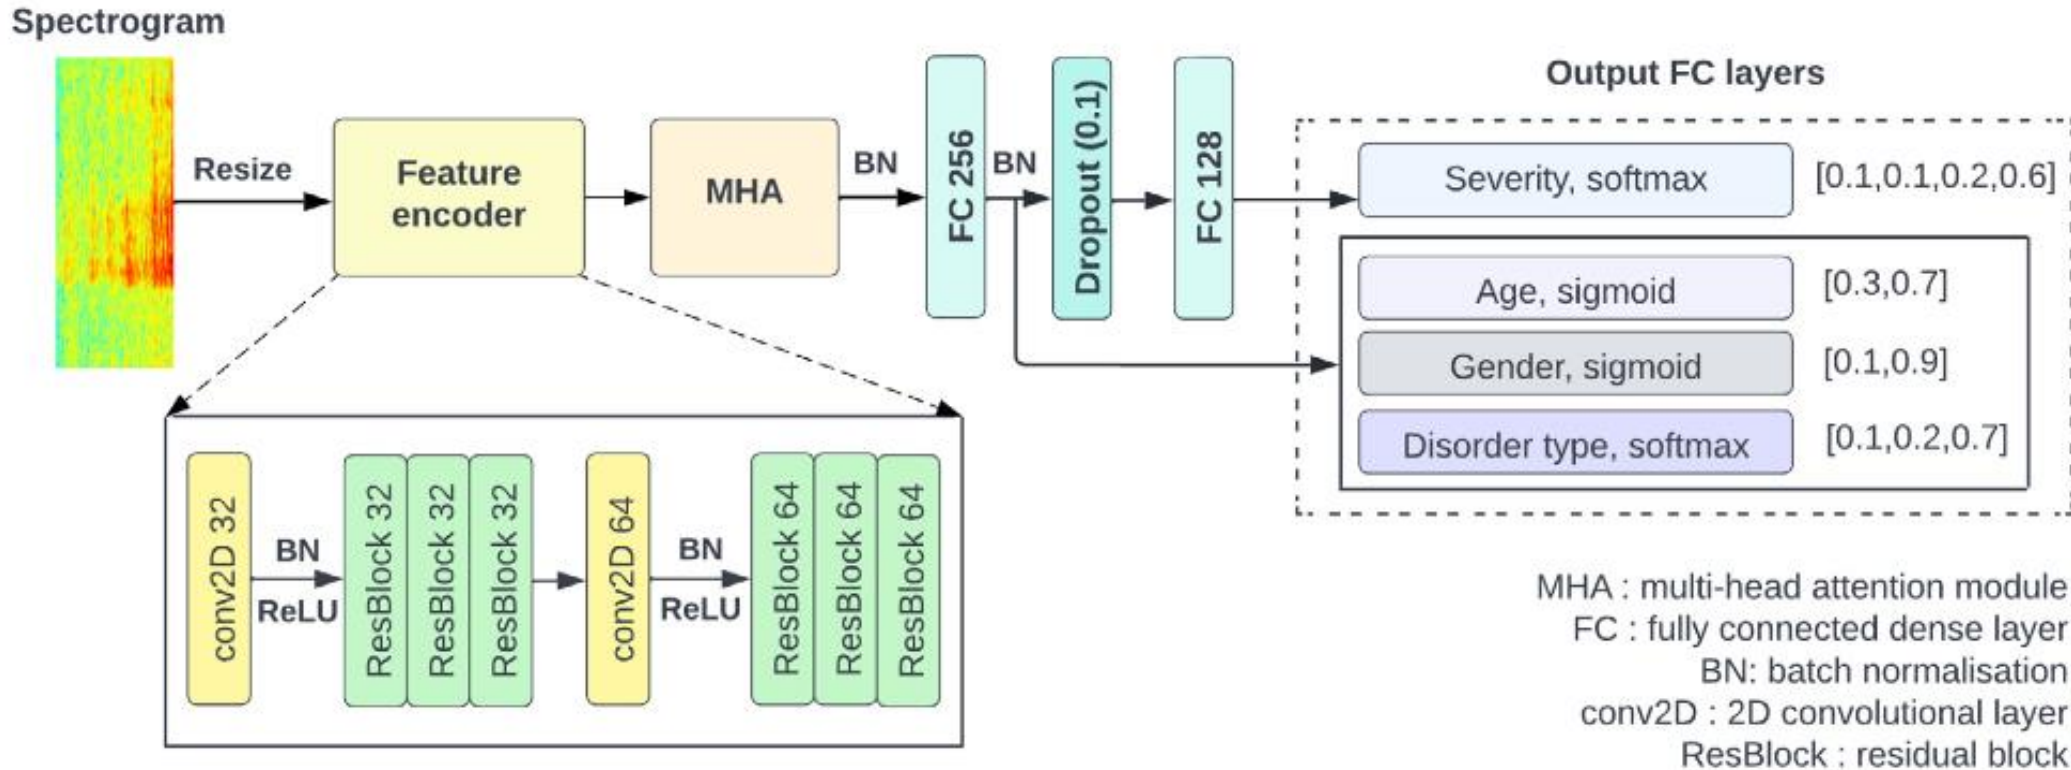 Spectrogram
Resize
Feature
encoder
MHA
BN
FC 256
BN
Dropout (0.1)
FC 128
Output FC layers
Severity, softmax
[0.1,0.1,0.2,0.6]
Age, sigmoid
[0.3,0.7]
Gender, sigmoid
[0.1,0.9]
Disorder type, softmax
[0.1,0.2,0.7]
conv2D 32
BN
ReLU
ResBlock 32
ResBlock 32
ResBlock 32
conv2D 64
BN
ReLU
ResBlock 64
ResBlock 64
ResBlock 64
MHA : multi-head attention module
FC : fully connected dense layer
BN: batch normalisation
conv2D : 2D convolutional layer
ResBlock : residual block